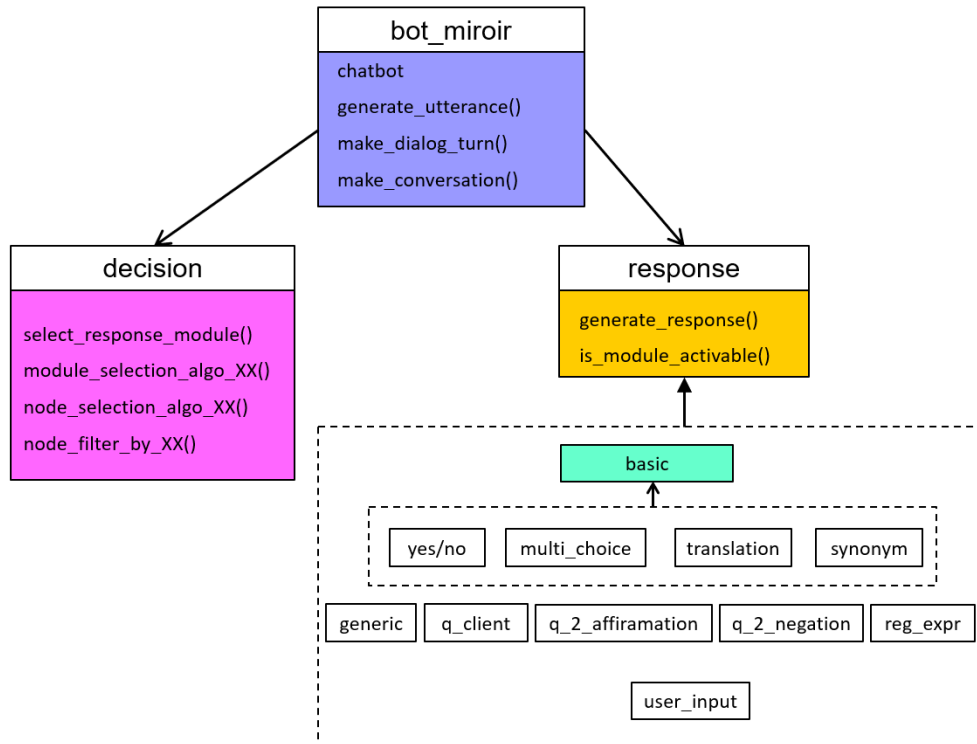 bot_miroir
chatbot
generate_utterance()
make_dialog_turn()
make_conversation()
decision
select_response_module()
module_selection_algo_XX()
node_selection_algo_XX()
node_filter_by_XX()
response
generate_response()
is_module_activable()
basic
yes/no
multi_choice
translation
synonym
generic
q_client
q_2_affiramation
q_2_negation
reg_expr
user_input